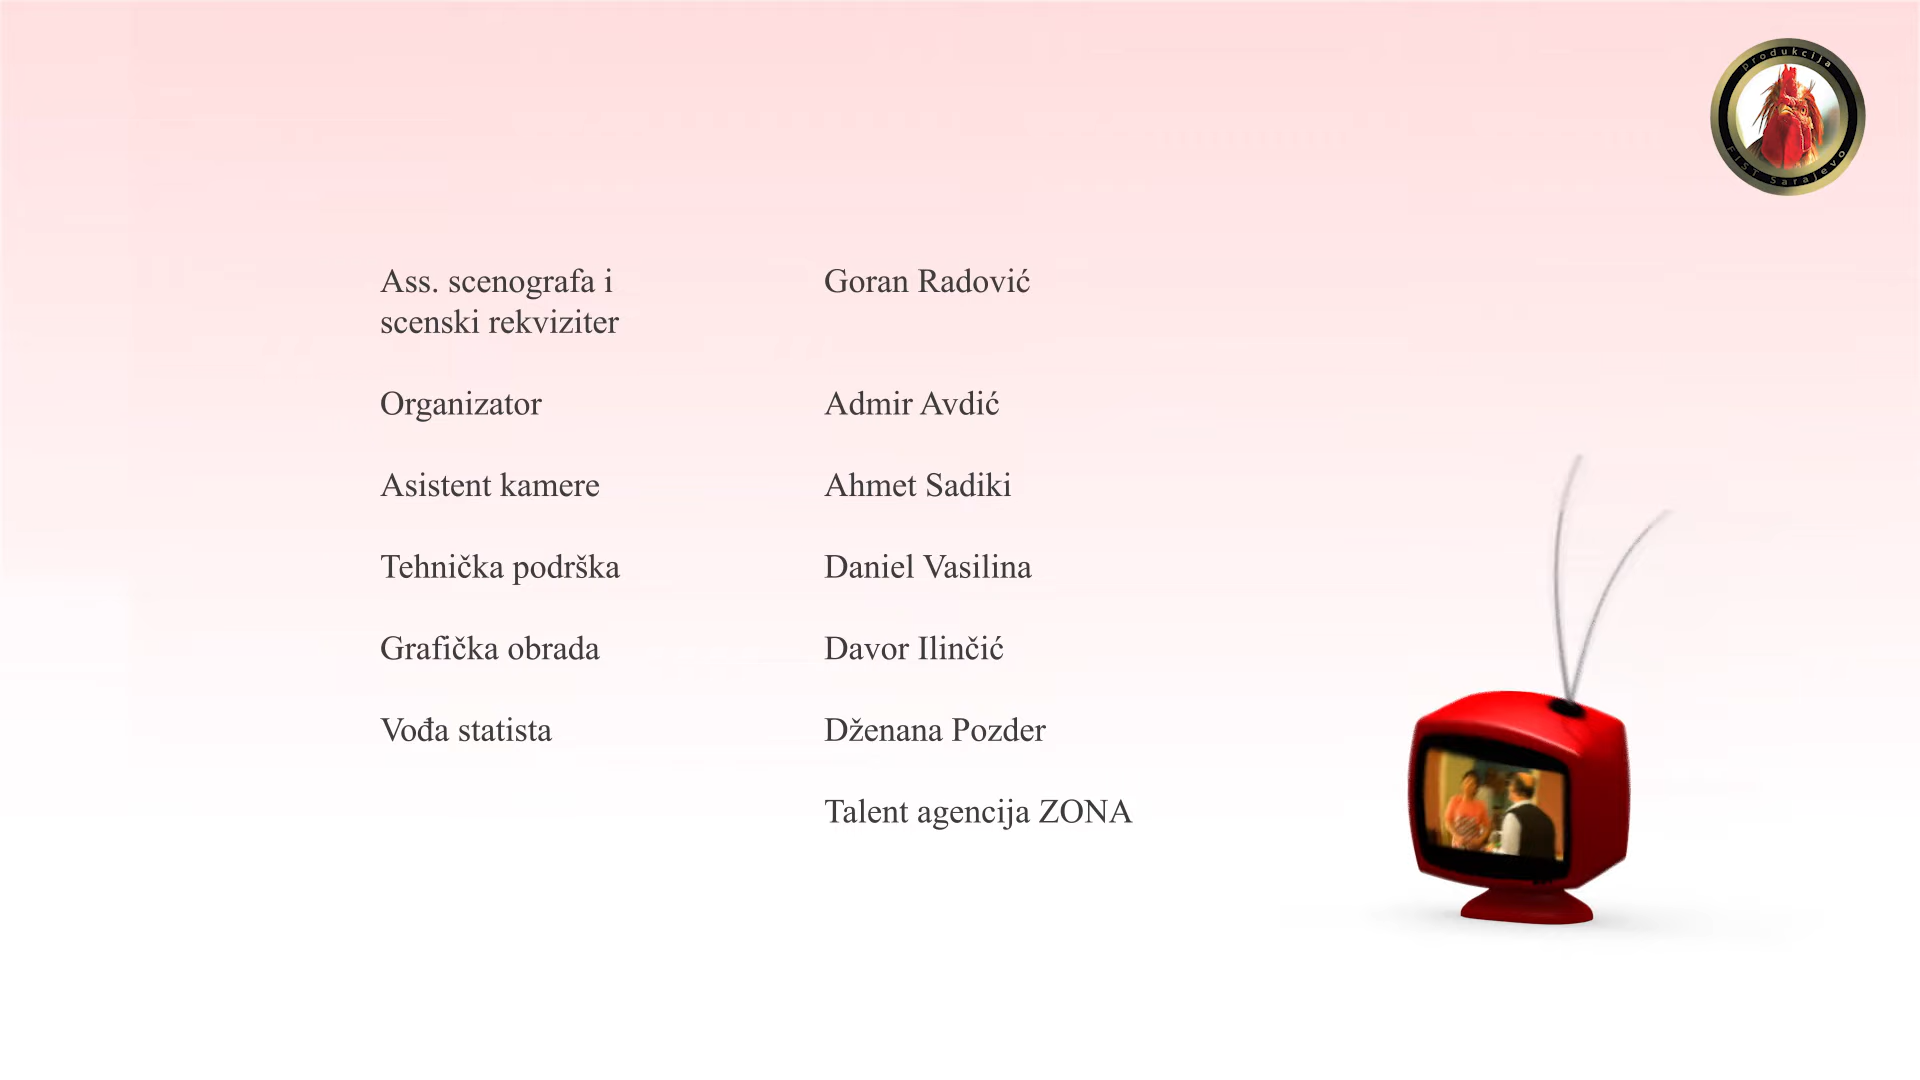 produkcija
FIST Sarajevo
Ass. scenografa i
scenski rekviziter
Goran Radović
Organizator
Admir Avdić
Asistent kamere
Ahmet Sadiki
Tehnička podrška
Daniel Vasilina
Grafička obrada
Davor Ilinčić
Vođa statista
Dženana Pozder
Talent agencija ZONA